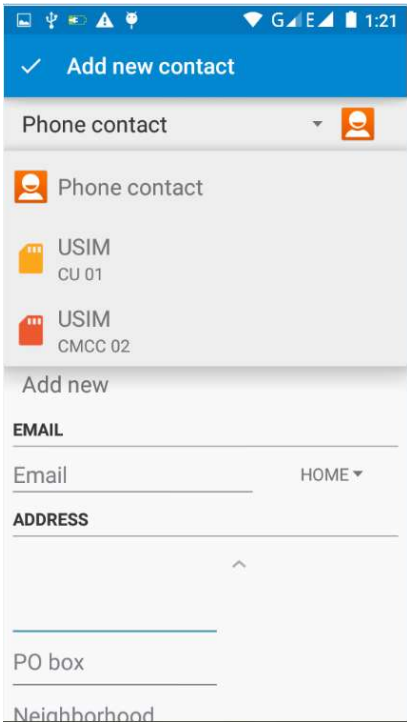 G E 1:21
Add new contact
Phone contact
Phone contact
USIM
CU 01
USIM
CMCC 02
Add new
EMAIL
Email HOME
ADDRESS
PO box
Neighborhood